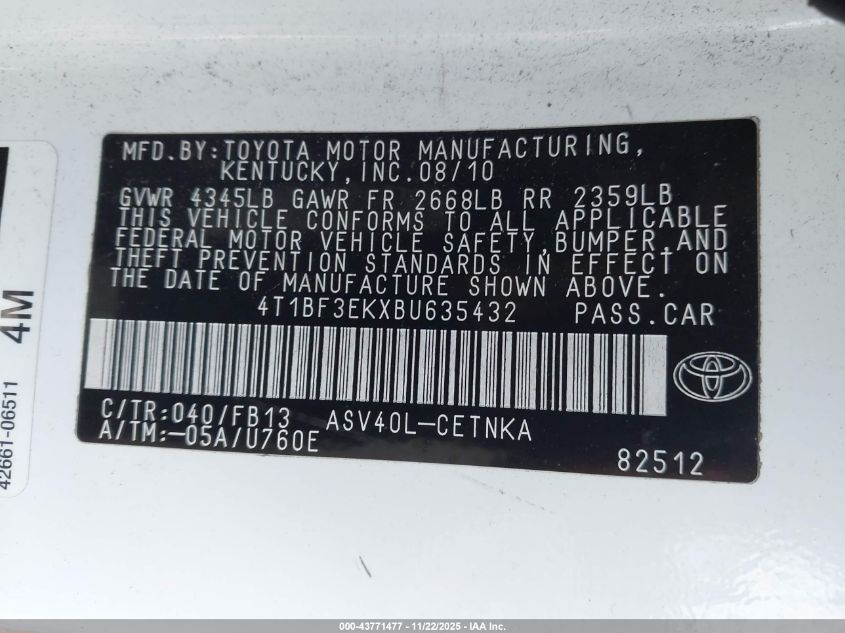 MFD.BY:TOYOTA MOTOR MANUFACTURING,
KENTUCKY,INC.08/10
GVWR 4345LB GAWR FR 2668LB RR 2359LB
THIS VEHICLE CONFORMS TO ALL APPLICABLE
FEDERAL MOTOR VEHICLE SAFETY,BUMPER,AND
THEFT PREVENTION STANDARDS IN EFFECT ON
THE DATE OF MANUFACTURE SHOWN ABOVE.
4T1BF3EKXBU635432 PASS.CAR
C/TR:040/FB13 ASV40L-CETNKA
A/TM:-05A/U760E
82512
4M
42661-06511
000-43771477 - 11/22/2025 - IAA Inc.